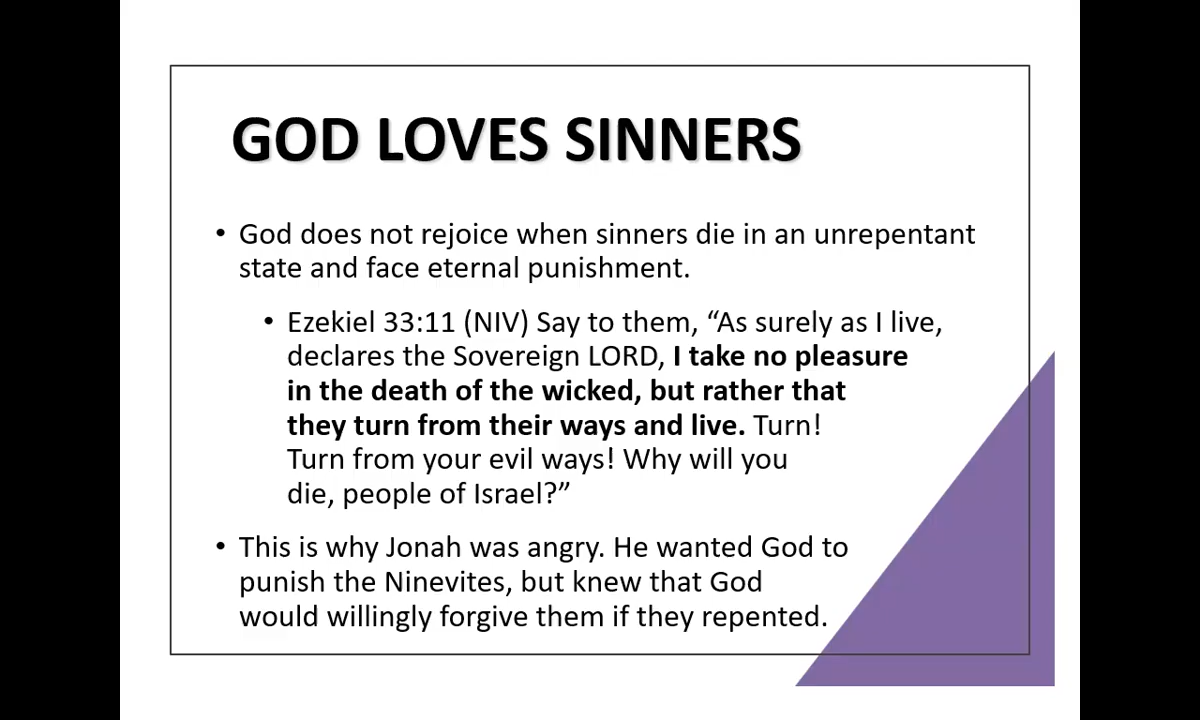 GOD LOVES SINNERS
• God does not rejoice when sinners die in an unrepentant
state and face eternal punishment.
• Ezekiel 33:11 (NIV) Say to them, “As surely as I live,
declares the Sovereign LORD, I take no pleasure
in the death of the wicked, but rather that
they turn from their ways and live. Turn!
Turn from your evil ways! Why will you
die, people of Israel?”
• This is why Jonah was angry. He wanted God to
punish the Ninevites, but knew that God
would willingly forgive them if they repented.